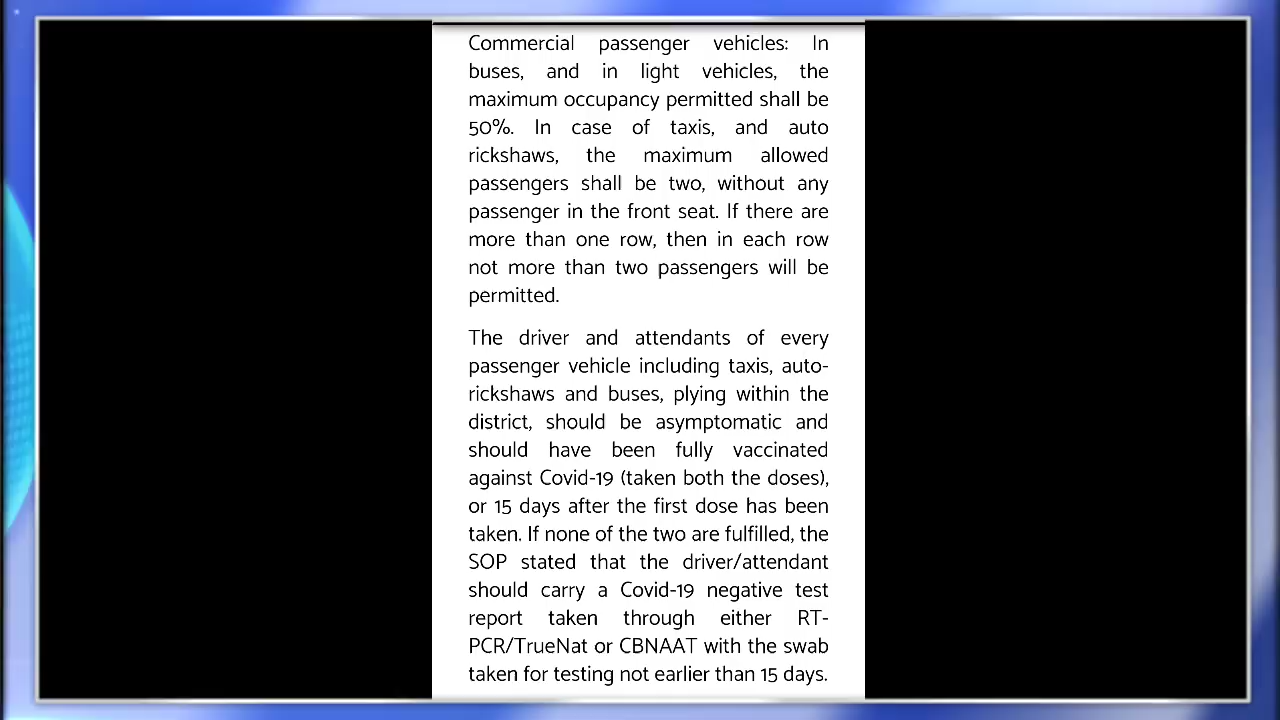 Commercial passenger vehicles: In
buses, and in light vehicles, the
maximum occupancy permitted shall be
50%. In case of taxis, and auto
rickshaws, the maximum allowed
passengers shall be two, without any
passenger in the front seat. If there are
more than one row, then in each row
not more than two passengers will be
permitted.
The driver and attendants of every
passenger vehicle including taxis, auto-
rickshaws and buses, plying within the
district, should be asymptomatic and
should have been fully vaccinated
against Covid-19 (taken both the doses),
or 15 days after the first dose has been
taken. If none of the two are fulfilled, the
SOP stated that the driver/attendant
should carry a Covid-19 negative test
report taken through either RT-
PCR/TrueNat or CBNAAT with the swab
taken for testing not earlier than 15 days.